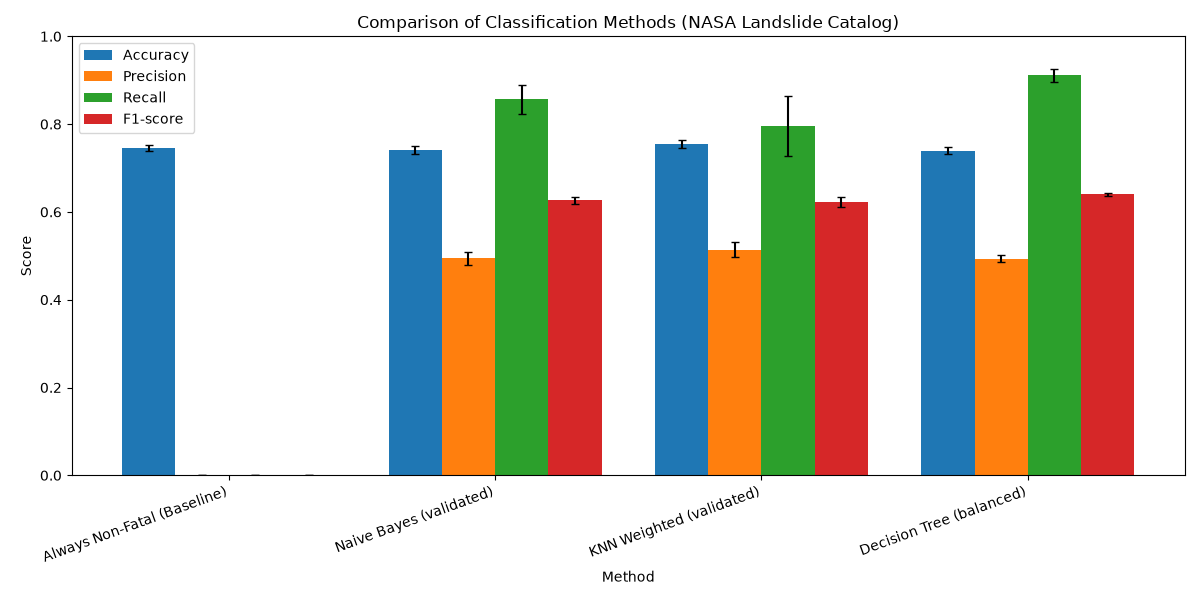 Comparison of Classification Methods (NASA Landslide Catalog)
Accuracy
Precision
Recall
F1-score
1.0
0.8
0.6
0.4
0.2
0.0
Score
Always Non-Fatal (Baseline)
Naive Bayes (validated)
KNN Weighted (validated)
Decision Tree (balanced)
Method